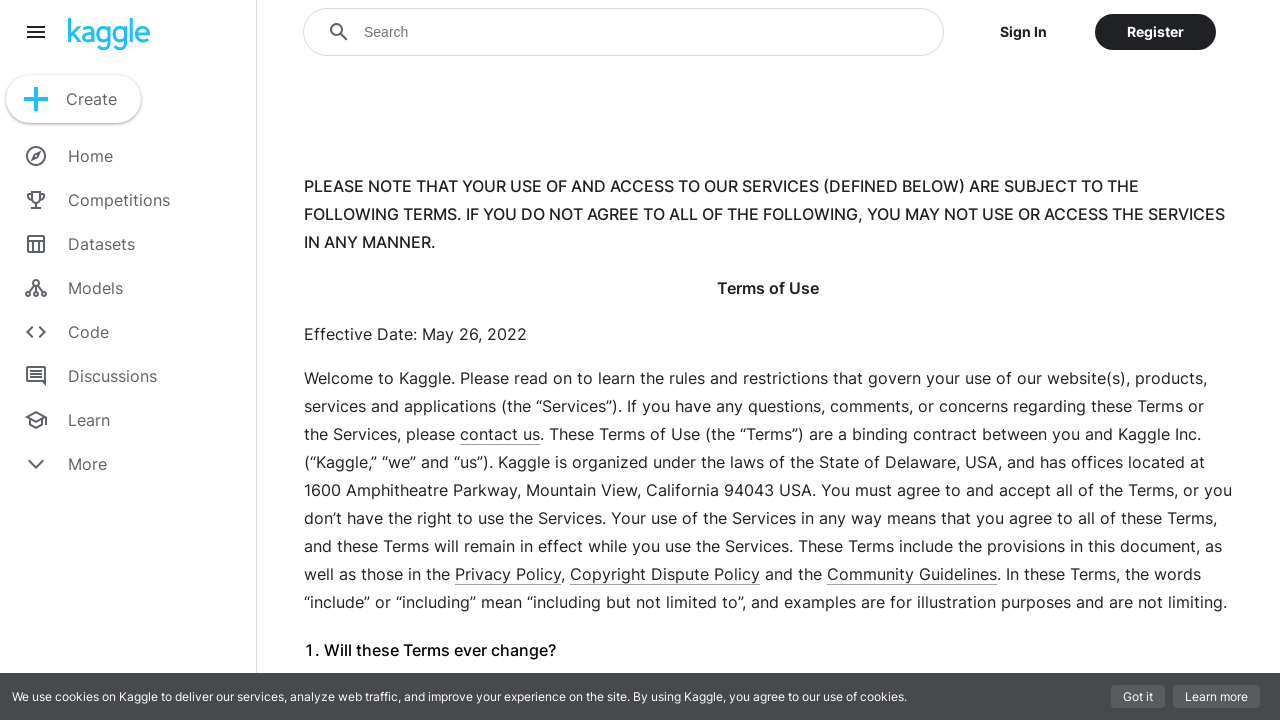 kaggle
Search
Sign In
Register
Create
Home
Competitions
Datasets
Models
Code
Discussions
Learn
More
PLEASE NOTE THAT YOUR USE OF AND ACCESS TO OUR SERVICES (DEFINED BELOW) ARE SUBJECT TO THE
FOLLOWING TERMS. IF YOU DO NOT AGREE TO ALL OF THE FOLLOWING, YOU MAY NOT USE OR ACCESS THE SERVICES
IN ANY MANNER.
Terms of Use
Effective Date: May 26, 2022
Welcome to Kaggle. Please read on to learn the rules and restrictions that govern your use of our website(s), products,
services and applications (the “Services”). If you have any questions, comments, or concerns regarding these Terms or
the Services, please contact us. These Terms of Use (the “Terms”) are a binding contract between you and Kaggle Inc.
(“Kaggle,” “we” and “us”). Kaggle is organized under the laws of the State of Delaware, USA, and has offices located at
1600 Amphitheatre Parkway, Mountain View, California 94043 USA. You must agree to and accept all of the Terms, or you
don’t have the right to use the Services. Your use of the Services in any way means that you agree to all of these Terms,
and these Terms will remain in effect while you use the Services. These Terms include the provisions in this document, as
well as those in the Privacy Policy, Copyright Dispute Policy and the Community Guidelines. In these Terms, the words
“include” or “including” mean “including but not limited to”, and examples are for illustration purposes and are not limiting.
1. Will these Terms ever change?
We use cookies on Kaggle to deliver our services, analyze web traffic, and improve your experience on the site. By using Kaggle, you agree to our use of cookies.
Got it
Learn more